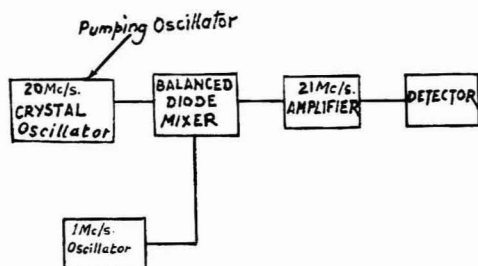 Pumping Oscillator
20Mc/s.
CRYSTAL
Oscillator
BALANCED
DIODE
MIXER
21Mc/s.
AMPLIFIER
DETECTOR
1Mc/s.
Oscillator